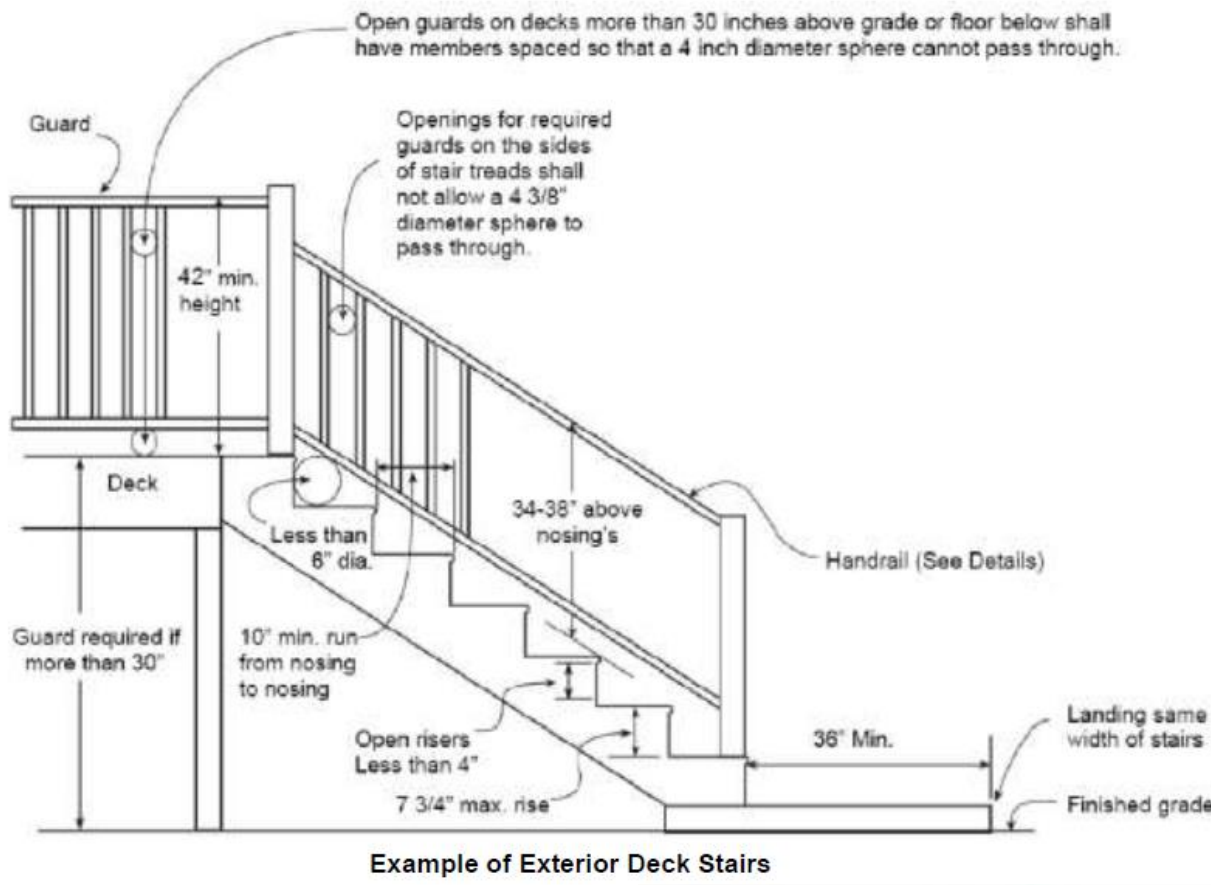 Open guards on decks more than 30 inches above grade or floor below shall
have members spaced so that a 4 inch diameter sphere cannot pass through.
Guard
Openings for required
guards on the sides
of stair treads shall
not allow a 4 3/8”
diameter sphere to
pass through.
42” min.
height
Deck
Less than
6” dia.
34-38” above
nosing's
Handrail (See Details)
Guard required if
more than 30”
10” min. run
from nosing
to nosing
Open risers
Less than 4”
7 3/4” max. rise
36” Min.
Landing same
width of stairs
Finished grade
Example of Exterior Deck Stairs